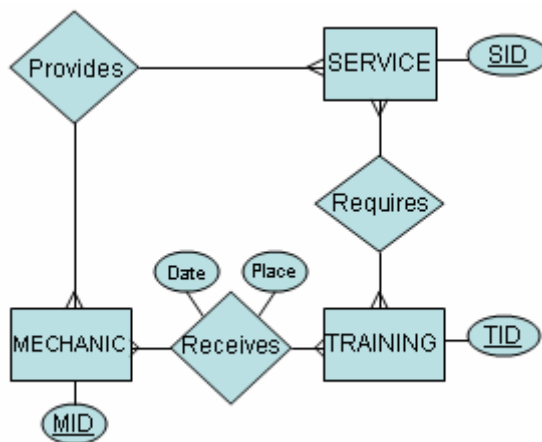 Provides
SERVICE
SID
Requires
Date
Place
MECHANIC
Receives
TRAINING
TID
MID